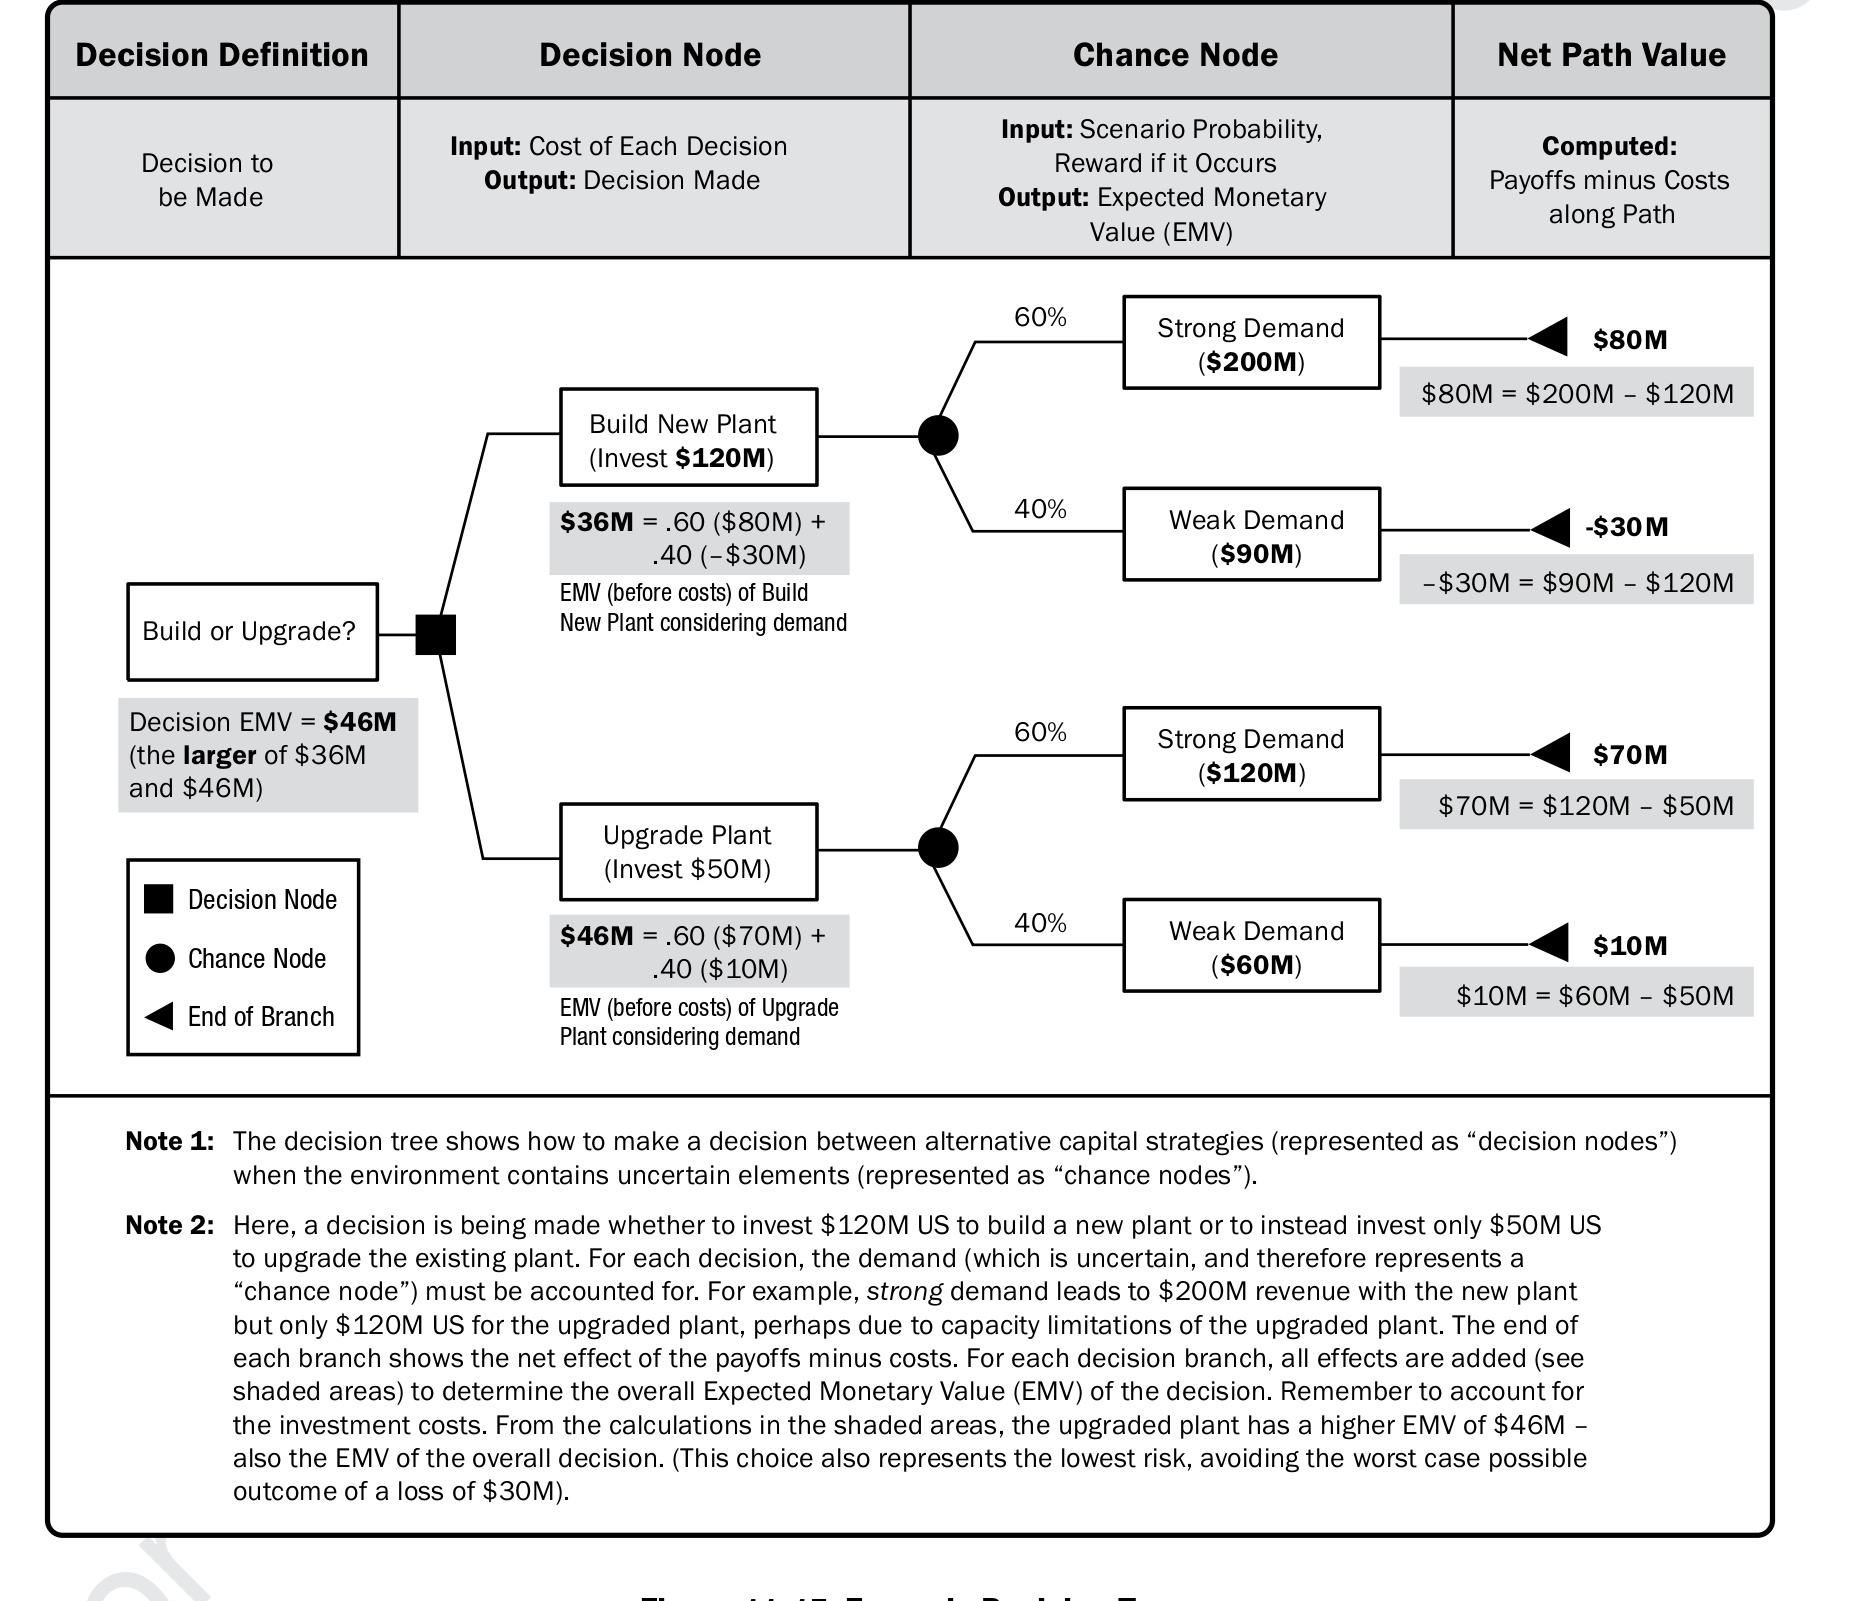 Decision Definition
Decision Node
Chance Node
Net Path Value
Decision to
be Made
Input: Cost of Each Decision
Output: Decision Made
Input: Scenario Probability,
Reward if it Occurs
Output: Expected Monetary
Value (EMV)
Computed:
Payoffs minus Costs
along Path
Build or Upgrade?
Decision EMV = $46M
(the larger of $36M
and $46M)
Decision Node
Chance Node
End of Branch
Build New Plant
(Invest $120M)
$36M = .60 ($80M) +
.40 (–$30M)
EMV (before costs) of Build
New Plant considering demand
Upgrade Plant
(Invest $50M)
$46M = .60 ($70M) +
.40 ($10M)
EMV (before costs) of Upgrade
Plant considering demand
60%
Strong Demand
($200M)
$80M
$80M = $200M – $120M
40%
Weak Demand
($90M)
-$30M
–$30M = $90M – $120M
60%
Strong Demand
($120M)
$70M
$70M = $120M – $50M
40%
Weak Demand
($60M)
$10M
$10M = $60M – $50M
Note 1: The decision tree shows how to make a decision between alternative capital strategies (represented as “decision nodes”)
when the environment contains uncertain elements (represented as “chance nodes”).
Note 2: Here, a decision is being made whether to invest $120M US to build a new plant or to instead invest only $50M US
to upgrade the existing plant. For each decision, the demand (which is uncertain, and therefore represents a
“chance node”) must be accounted for. For example, strong demand leads to $200M revenue with the new plant
but only $120M US for the upgraded plant, perhaps due to capacity limitations of the upgraded plant. The end of
each branch shows the net effect of the payoffs minus costs. For each decision branch, all effects are added (see
shaded areas) to determine the overall Expected Monetary Value (EMV) of the decision. Remember to account for
the investment costs. From the calculations in the shaded areas, the upgraded plant has a higher EMV of $46M –
also the EMV of the overall decision. (This choice also represents the lowest risk, avoiding the worst case possible
outcome of a loss of $30M).